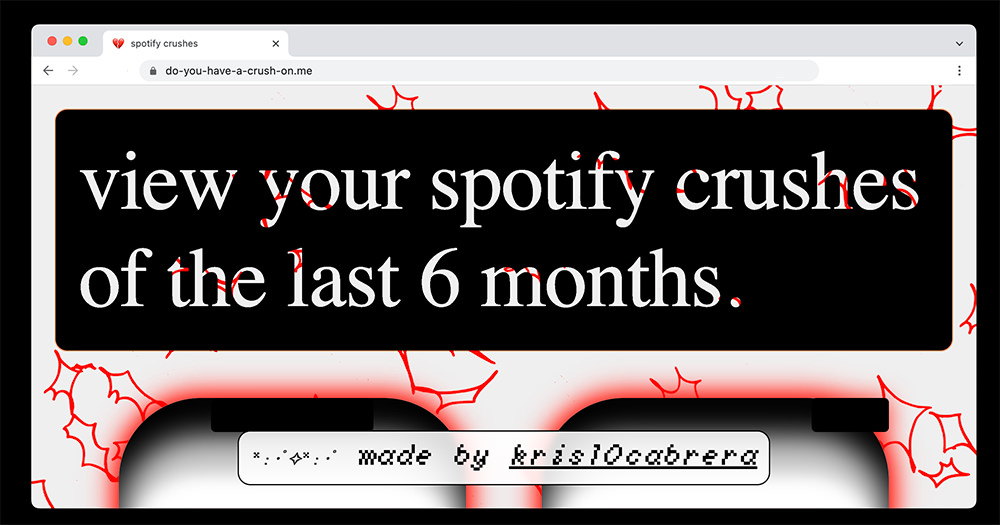 spotify crushes
do-you-have-a-crush-on.me
view your spotify crushes
of the last 6 months.
made by kris10cabrera